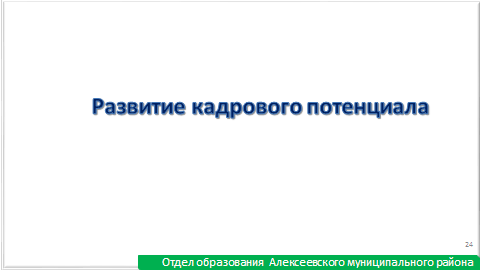 Развитие кадрового потенциала
24
Отдел образования Алексеевского муниципального района